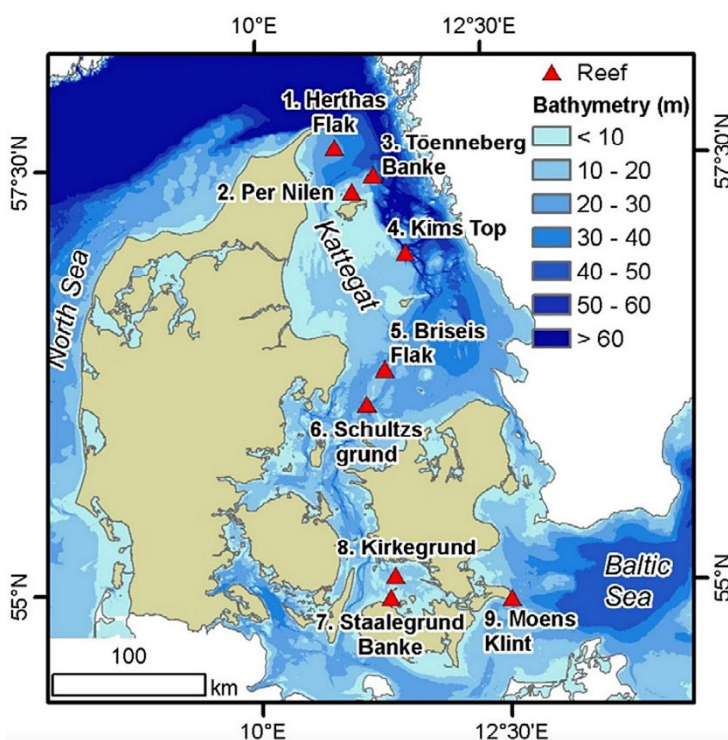 10°0'E
12°30'E
57°30'N
57°30'N
55°N
55°N
10°0'E
12°30'E
Reef
Bathymetry (m)
< 10
10 - 20
20 - 30
30 - 40
40 - 50
50 - 60
> 60
1. Herthas
Flak
3. Toenneberg
Banke
2. Per Nilen
4. Kims Top
Kattegat
North Sea
5. Briseis
Flak
6. Schultzs
grund
8. Kirkegrund
Baltic
Sea
7. Staalegrund
Banke
9. Moens
Klint
100
km